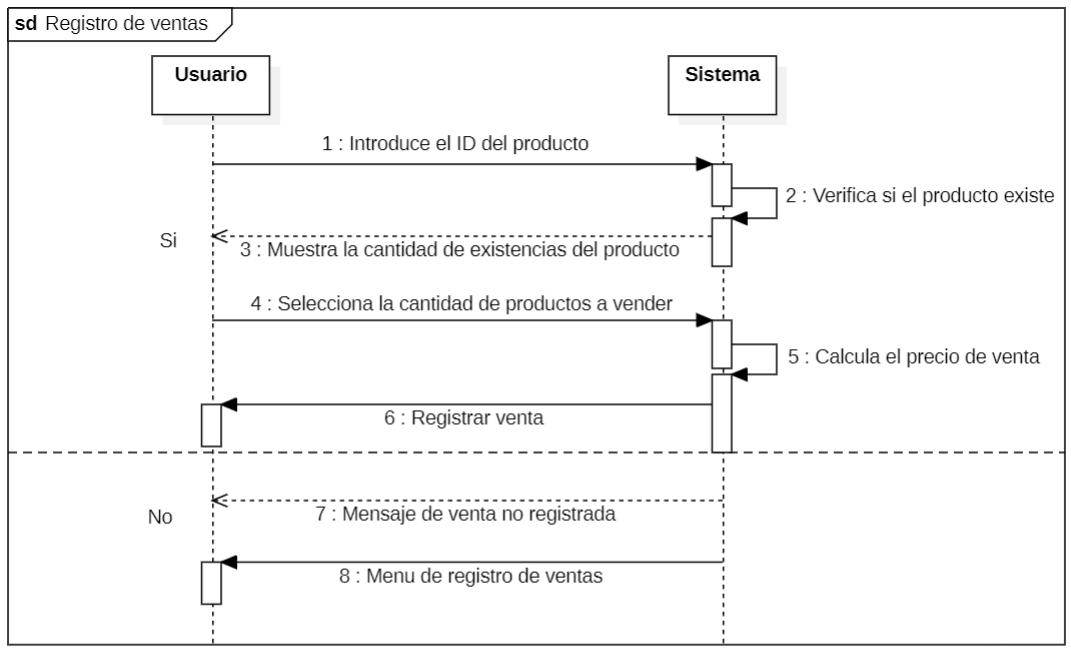 sd Registro de ventas
Usuario
Sistema
1 : Introduce el ID del producto
2 : Verifica si el producto existe
Si
3 : Muestra la cantidad de existencias del producto
4 : Selecciona la cantidad de productos a vender
5 : Calcula el precio de venta
6 : Registrar venta
No
7 : Mensaje de venta no registrada
8 : Menu de registro de ventas